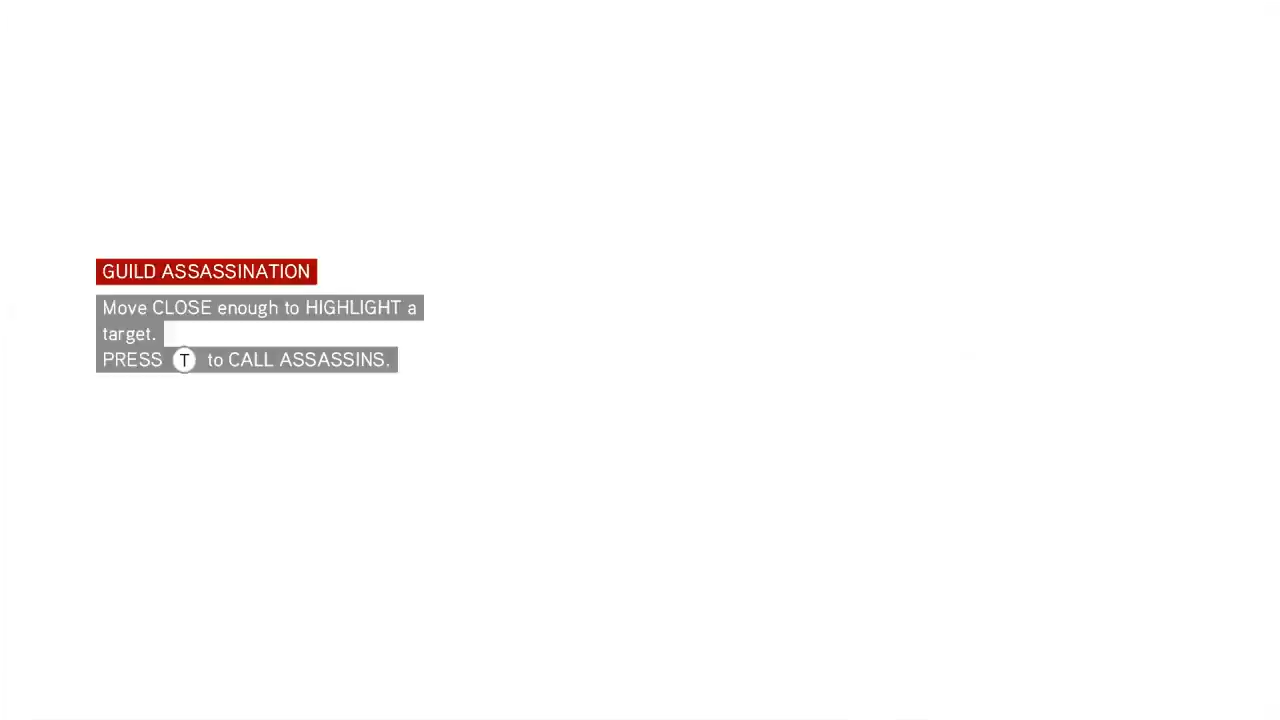 GUILD ASSASSINATION
Move CLOSE enough to HIGHLIGHT a
target.
PRESS T to CALL ASSASSINS.